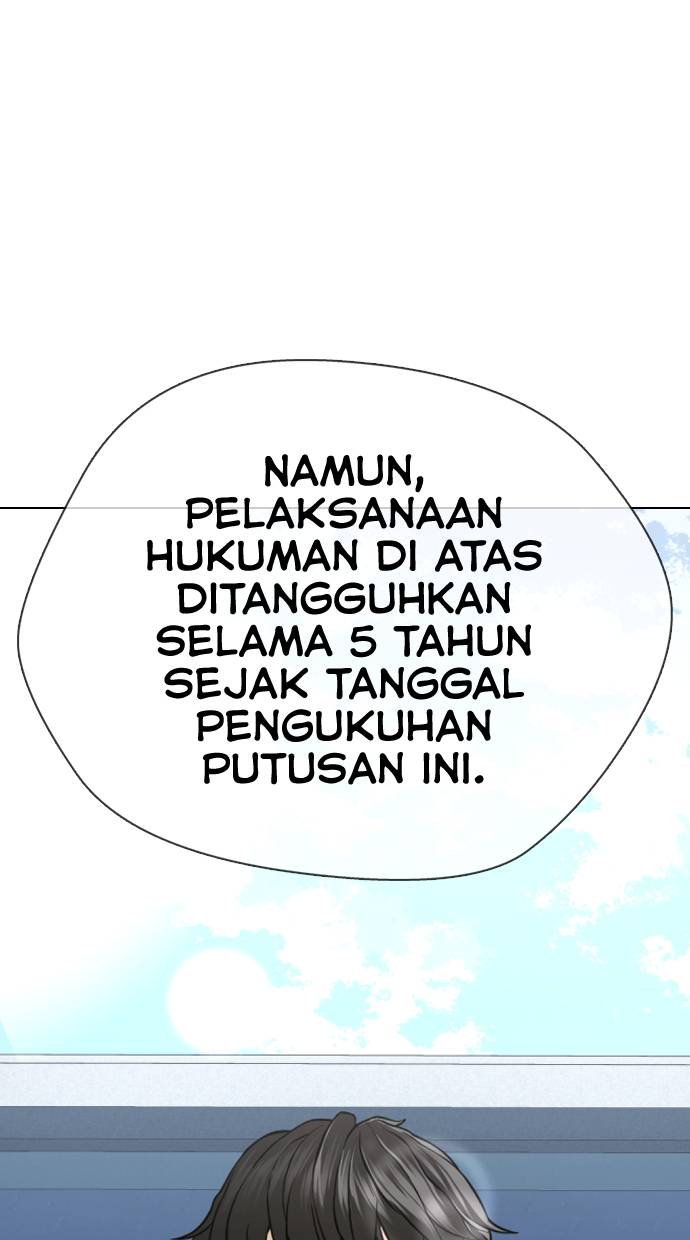 NAMUN,
PELAKSANAAN
HUKUMAN DI ATAS
DITANGGUHKAN
SELAMA 5 TAHUN
SEJAK TANGGAL
PENGUKUHAN
PUTUSAN INI.